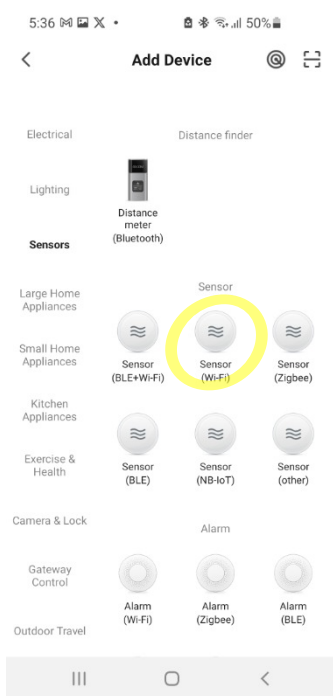 5:36
50%
Add Device
Electrical
Distance finder
Lighting
Distance
meter
(Bluetooth)
Sensors
Large Home
Appliances
Sensor
Small Home
Appliances
Sensor
(BLE+Wi-Fi)
Sensor
(Wi-Fi)
Sensor
(Zigbee)
Kitchen
Appliances
Exercise &
Health
Sensor
(BLE)
Sensor
(NB-IoT)
Sensor
(other)
Camera & Lock
Alarm
Gateway
Control
Alarm
(Wi-Fi)
Alarm
(Zigbee)
Alarm
(BLE)
Outdoor Travel